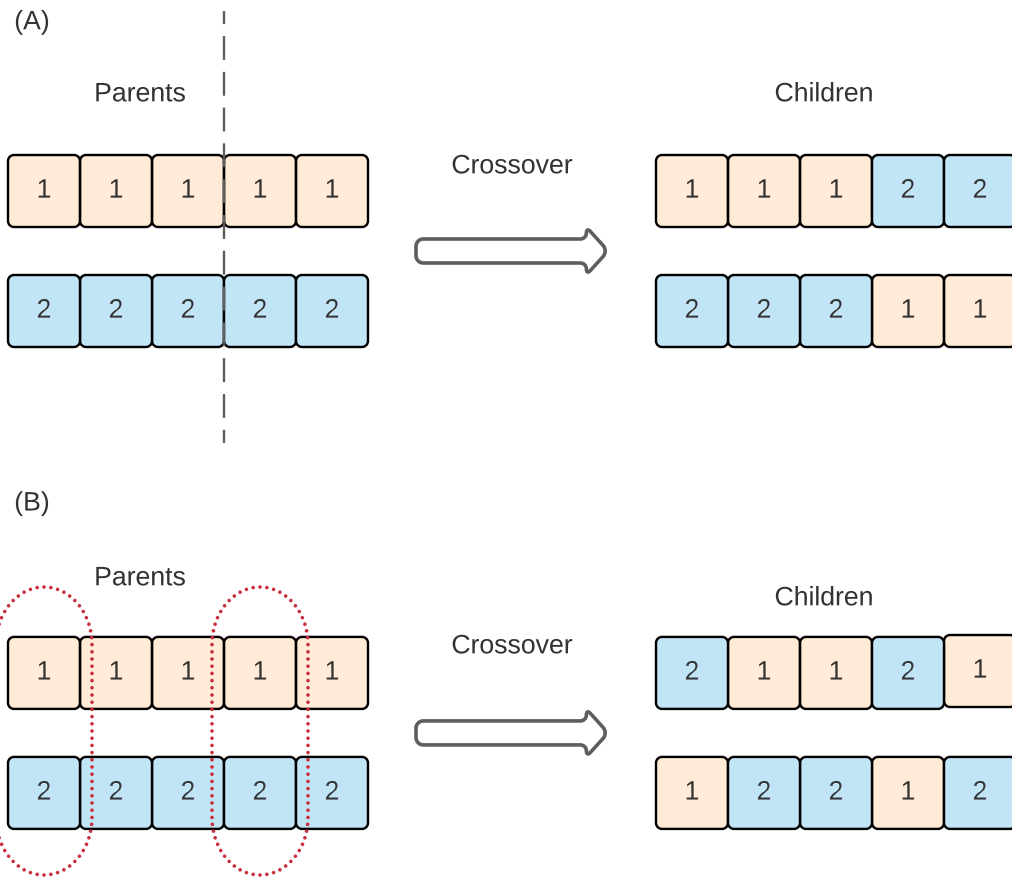 (A)
Parents
Children
Crossover
1 1 1 1 1
1 1 1 2 2
2 2 2 2 2
2 2 2 1 1
(B)
Parents
Children
Crossover
1 1 1 1 1
2 1 1 2 1
2 2 2 2 2
1 2 2 1 2